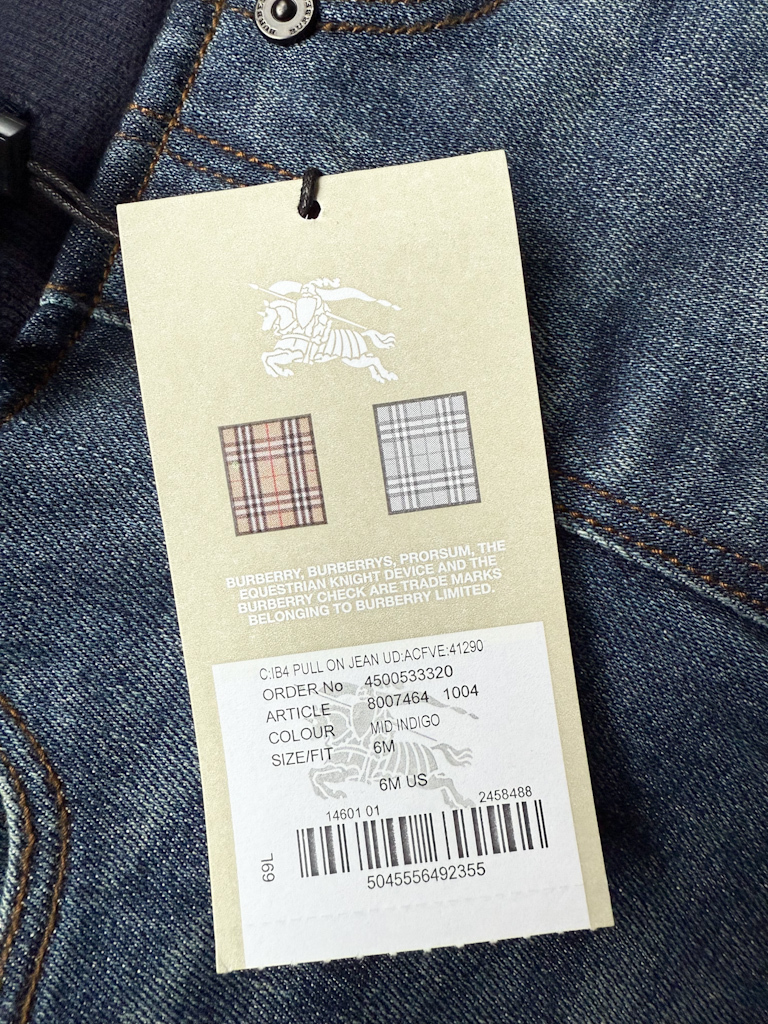 BURBERRY
BURBERRY, BURBERRYS, PRORSUM, THE
EQUESTRIAN KNIGHT DEVICE AND THE
BURBERRY CHECK ARE TRADE MARKS
BELONGING TO BURBERRY LIMITED.
C:IB4 PULL ON JEAN UD:ACFVE:41290
ORDER No 4500533320
ARTICLE 8007464 1004
COLOUR MID INDIGO
SIZE/FIT 6M
6M US
14601 01 2458488
69L
5045556492355